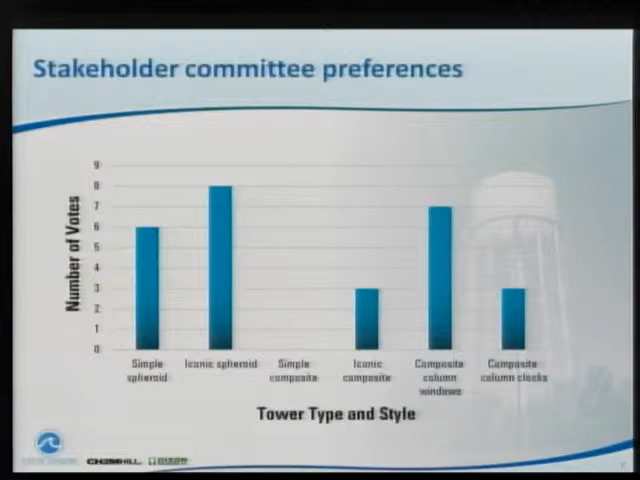 Stakeholder committee preferences
Number of Votes
9
8
7
6
5
4
3
2
1
0
Simple
spheroid
Iconic spheroid
Simple
composite
Iconic
composite
Composite
column
windows
Composite
column clocks
Tower Type and Style
CH2MHILL